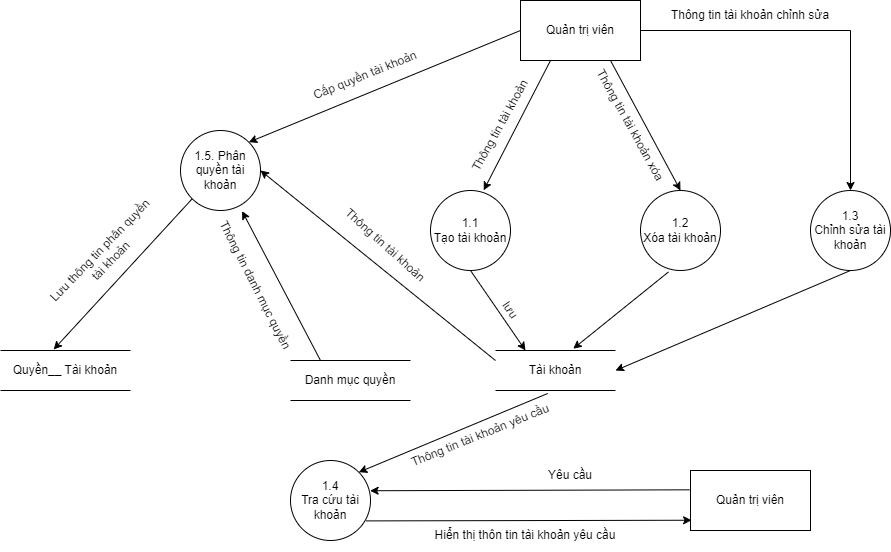 Thông tin tài khoản chỉnh sửa
Quản trị viên
Cấp quyền tài khoản
Thông tin tài khoản
Thông tin tài khoản xóa
1.5. Phân
quyền tài
khoản
1.1
Tạo tài khoản
1.2
Xóa tài khoản
1.3
Chỉnh sửa tài
khoản
Lưu thông tin phân quyền
tài khoản
Thông tin danh mục quyền
Thông tin tài khoản
lưu
Quyền__ Tài khoản
Danh mục quyền
Tài khoản
Thông tin tài khoản yêu cầu
1.4
Tra cứu tài
khoản
Yêu cầu
Quản trị viên
Hiển thị thôn tin tài khoản yêu cầu